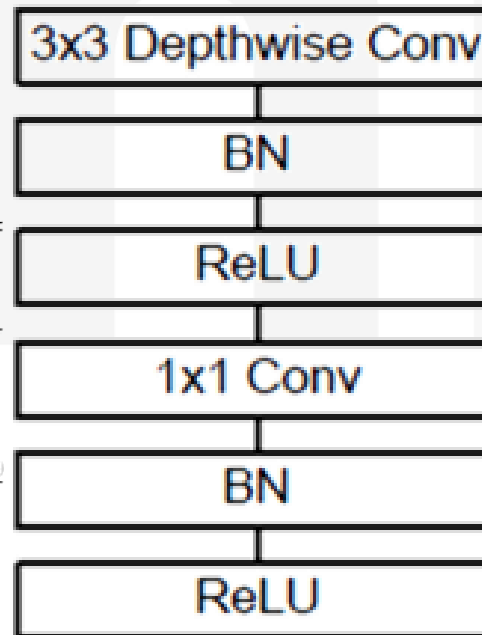 3x3 Depthwise Conv
BN
ReLU
1x1 Conv
BN
ReLU